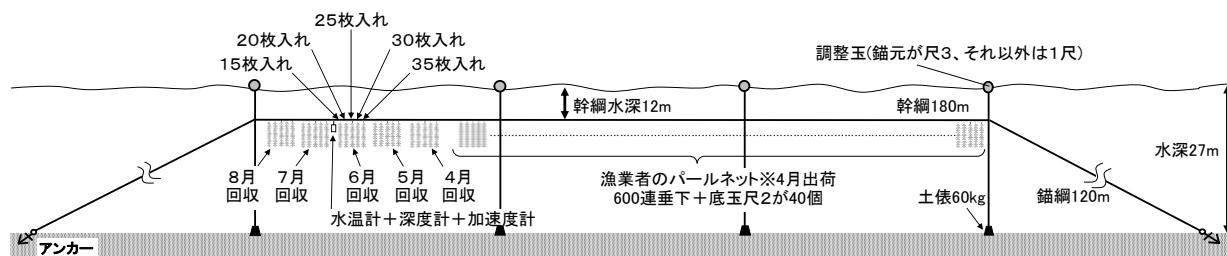 25枚入れ
20枚入れ
30枚入れ
15枚入れ
35枚入れ
調整玉(錨元が尺3、それ以外は1尺)
幹綱水深12m
幹綱180m
水深27m
8月
回収
7月
回収
6月
回収
5月
回収
4月
回収
漁業者のパールネット※4月出荷
600連垂下+底玉尺2が40個
土俵60kg
錨綱120m
水温計+深度計+加速度計
アンカー